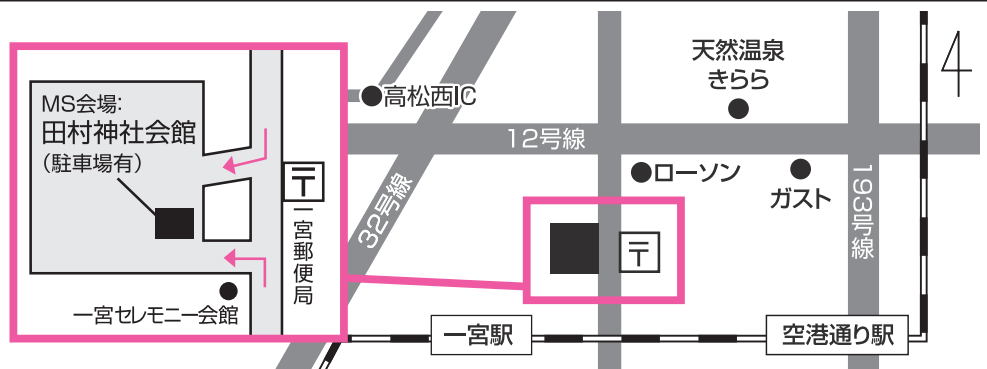 MS会場:
田村神社会館
(駐車場有)
〒
一宮郵便局
一宮セレモニー会館
高松西IC
32号線
12号線
天然温泉
きらら
ローソン
ガスト
193号線
〒
一宮駅
空港通り駅
4